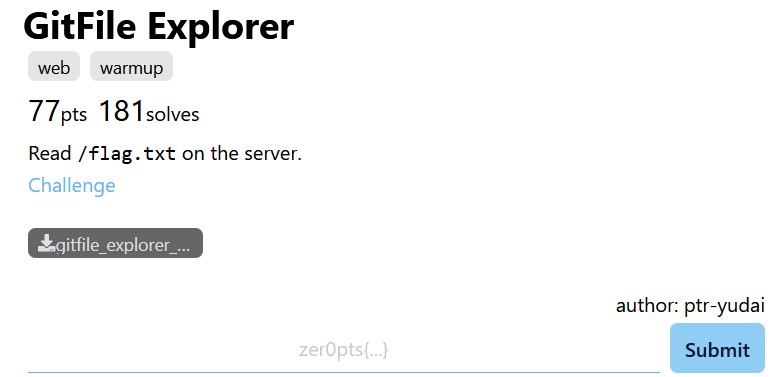 GitFile Explorer
web warmup
77pts 181solves
Read /flag.txt on the server.
Challenge
gitfile_explorer_...
author: ptr-yudai
zer0pts{...}
Submit